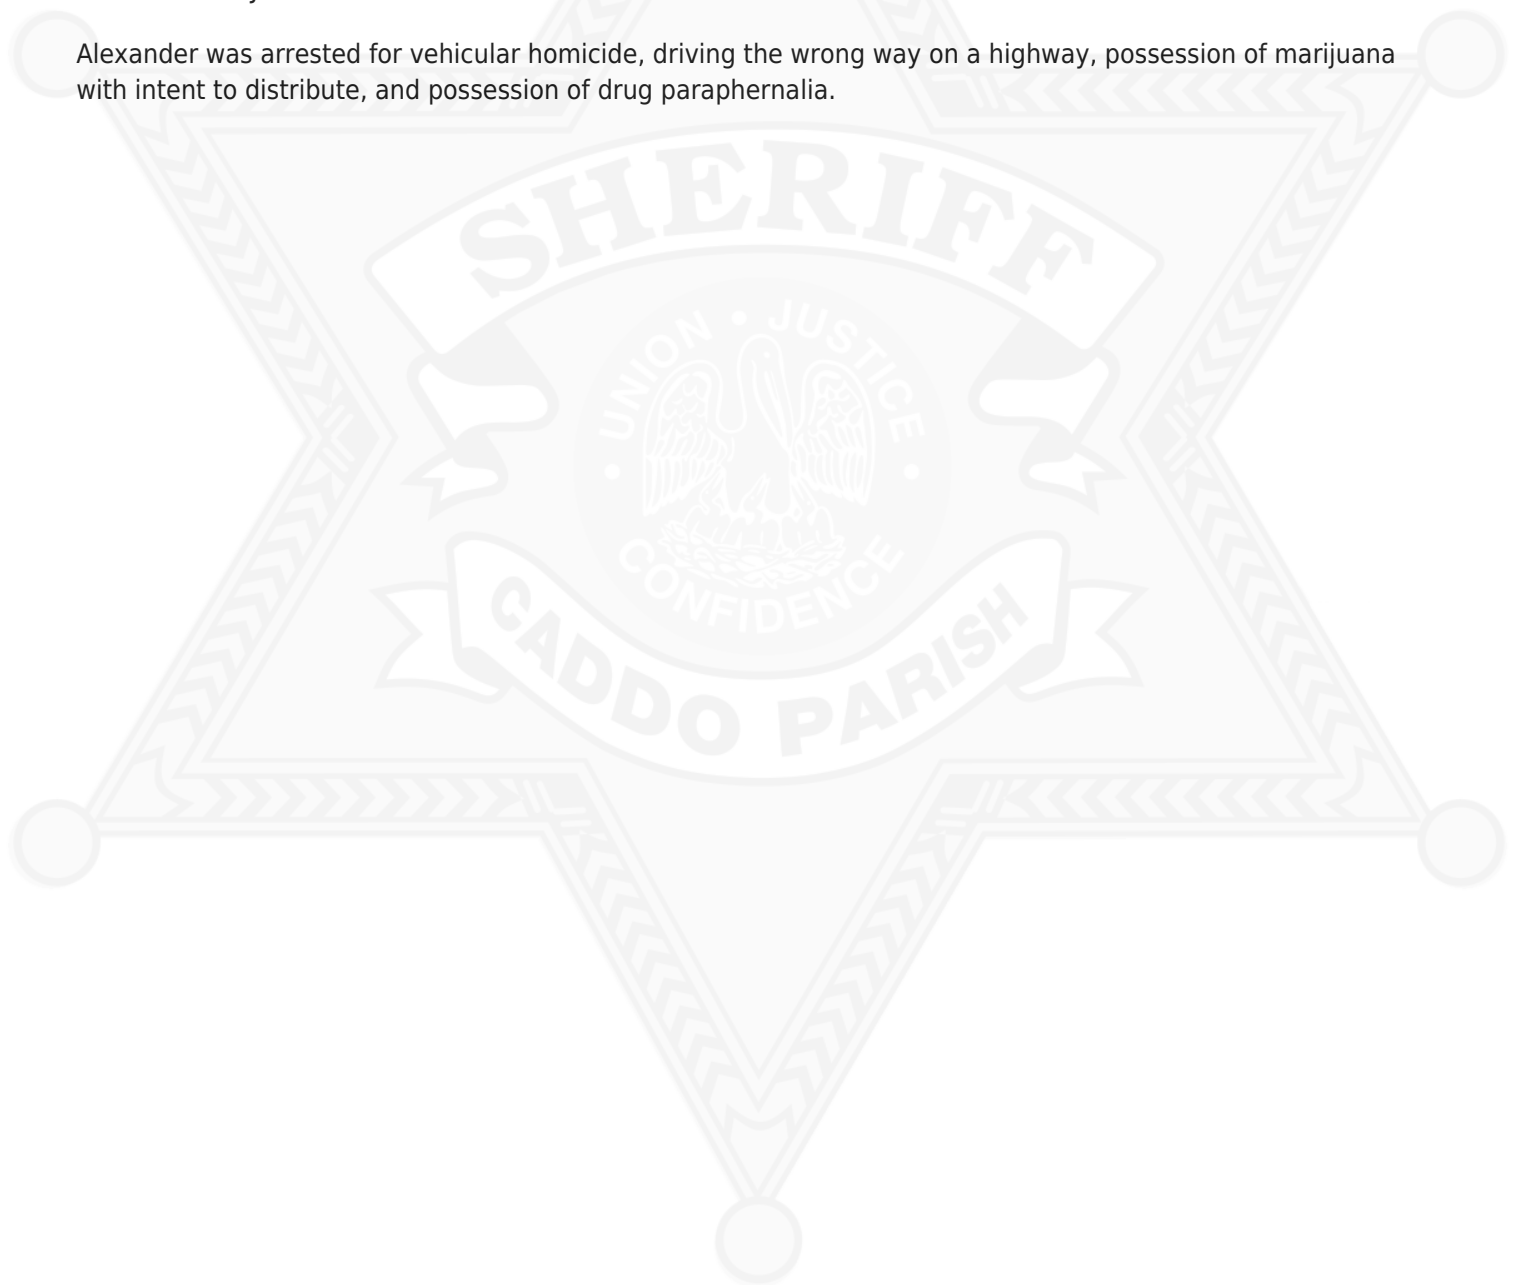 Alexander was arrested for vehicular homicide, driving the wrong way on a highway, possession of marijuana
with intent to distribute, and possession of drug paraphernalia.
SHERIFF
UNION • JUSTICE
• CONFIDENCE •
CADDO PARISH